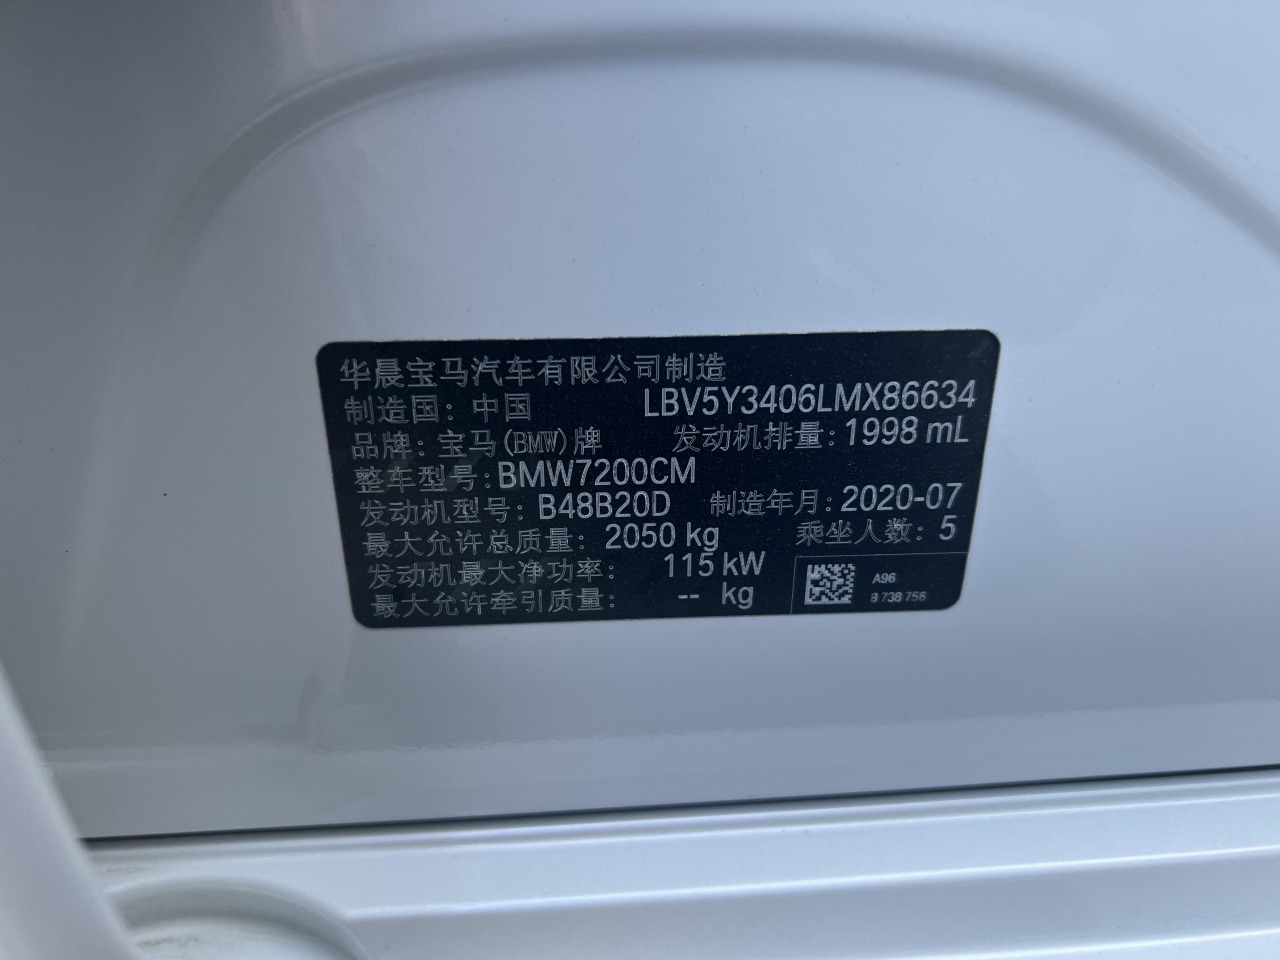 华晨宝马汽车有限公司制造
制造国：中国 LBV5Y3406LMX86634
品牌：宝马(BMW)牌 发动机排量：1998 mL
整车型号：BMW7200CM
发动机型号：B48B20D 制造年月：2020-07
最大允许总质量：2050 kg 乘坐人数：5
发动机最大净功率：115 kW
最大允许牵引质量：-- kg
A96
8 738 756